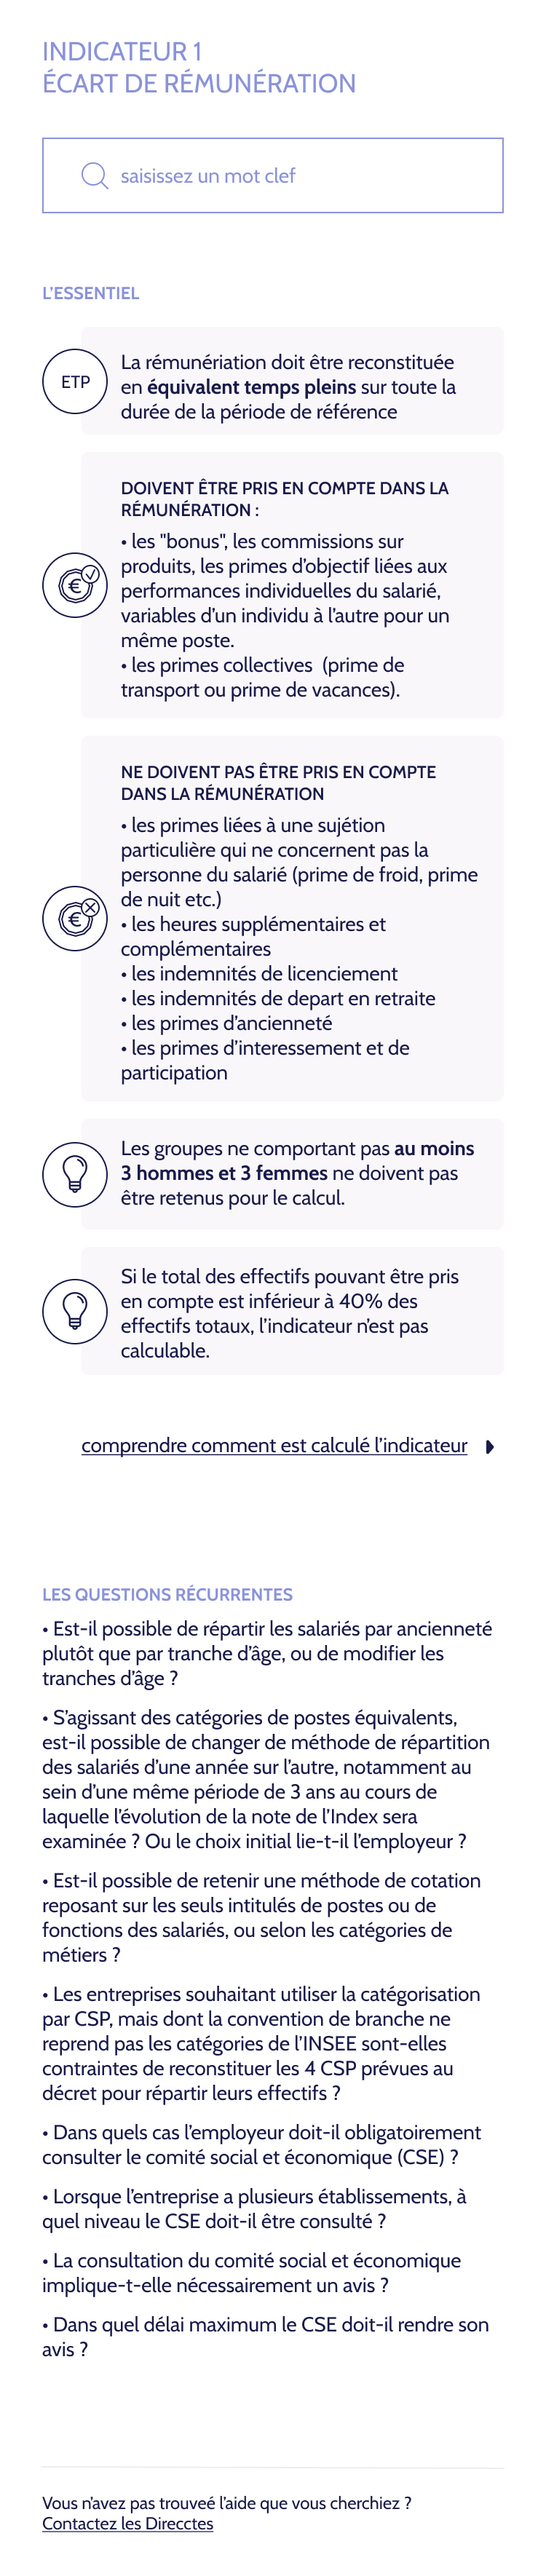 INDICATEUR 1
ÉCART DE RÉMUNÉRATION
saisissez un mot clef
L'ESSENTIEL
ETP
La rémunériation doit être reconstituée
en équivalent temps pleins sur toute la
durée de la période de référence
DOIVENT ÊTRE PRIS EN COMPTE DANS LA
RÉMUNÉRATION :
• les "bonus", les commissions sur
produits, les primes d'objectif liées aux
performances individuelles du salarié,
variables d'un individu à l'autre pour un
même poste.
• les primes collectives (prime de
transport ou prime de vacances).
NE DOIVENT PAS ÊTRE PRIS EN COMPTE
DANS LA RÉMUNÉRATION
• les primes liées à une sujétion
particulière qui ne concernent pas la
personne du salarié (prime de froid, prime
de nuit etc.)
• les heures supplémentaires et
complémentaires
• les indemnités de licenciement
• les indemnités de depart en retraite
• les primes d'ancienneté
• les primes d'interessement et de
participation
Les groupes ne comportant pas au moins
3 hommes et 3 femmes ne doivent pas
être retenus pour le calcul.
Si le total des effectifs pouvant être pris
en compte est inférieur à 40% des
effectifs totaux, l'indicateur n'est pas
calculable.
comprendre comment est calculé l'indicateur
LES QUESTIONS RÉCURRENTES
• Est-il possible de répartir les salariés par ancienneté
plutôt que par tranche d'âge, ou de modifier les
tranches d'âge ?
• S'agissant des catégories de postes équivalents,
est-il possible de changer de méthode de répartition
des salariés d'une année sur l'autre, notamment au
sein d'une même période de 3 ans au cours de
laquelle l'évolution de la note de l'Index sera
examinée ? Ou le choix initial lie-t-il l'employeur ?
• Est-il possible de retenir une méthode de cotation
reposant sur les seuls intitulés de postes ou de
fonctions des salariés, ou selon les catégories de
métiers ?
• Les entreprises souhaitant utiliser la catégorisation
par CSP, mais dont la convention de branche ne
reprend pas les catégories de l'INSEE sont-elles
contraintes de reconstituer les 4 CSP prévues au
décret pour répartir leurs effectifs ?
• Dans quels cas l'employeur doit-il obligatoirement
consulter le comité social et économique (CSE) ?
• Lorsque l'entreprise a plusieurs établissements, à
quel niveau le CSE doit-il être consulté ?
• La consultation du comité social et économique
implique-t-elle nécessairement un avis ?
• Dans quel délai maximum le CSE doit-il rendre son
avis ?
Vous n'avez pas trouveé l'aide que vous cherchiez ?
Contactez les Direcctes